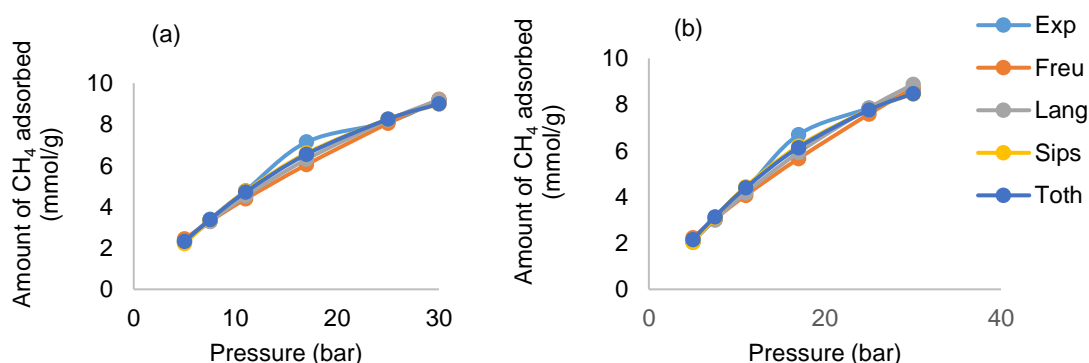 (a)
Amount of CH₄ adsorbed
(mmol/g)
10
8
6
4
2
0
0 10 20 30
Pressure (bar)
(b)
Amount of CH₄ adsorbed
(mmol/g)
10
8
6
4
2
0
0 20 40
Pressure (bar)
Exp
Freu
Lang
Sips
Toth